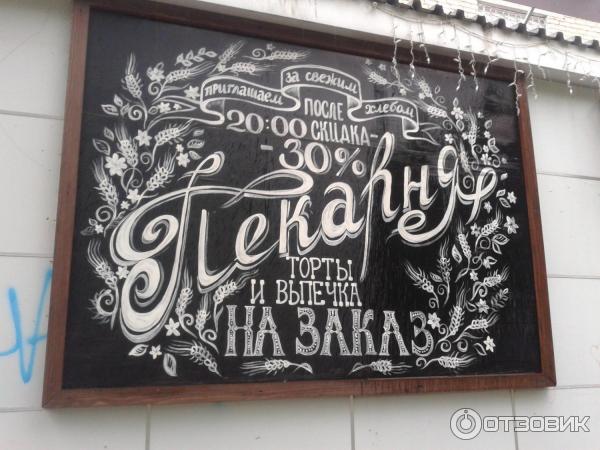 приглашаем за свежим хлебом
ПОСЛЕ
20:00 СКИДКА-
-30%
Пекарня
ТОРТЫ
И ВЫПЕЧКА
НА ЗАКАЗ
ОТЗОВИК